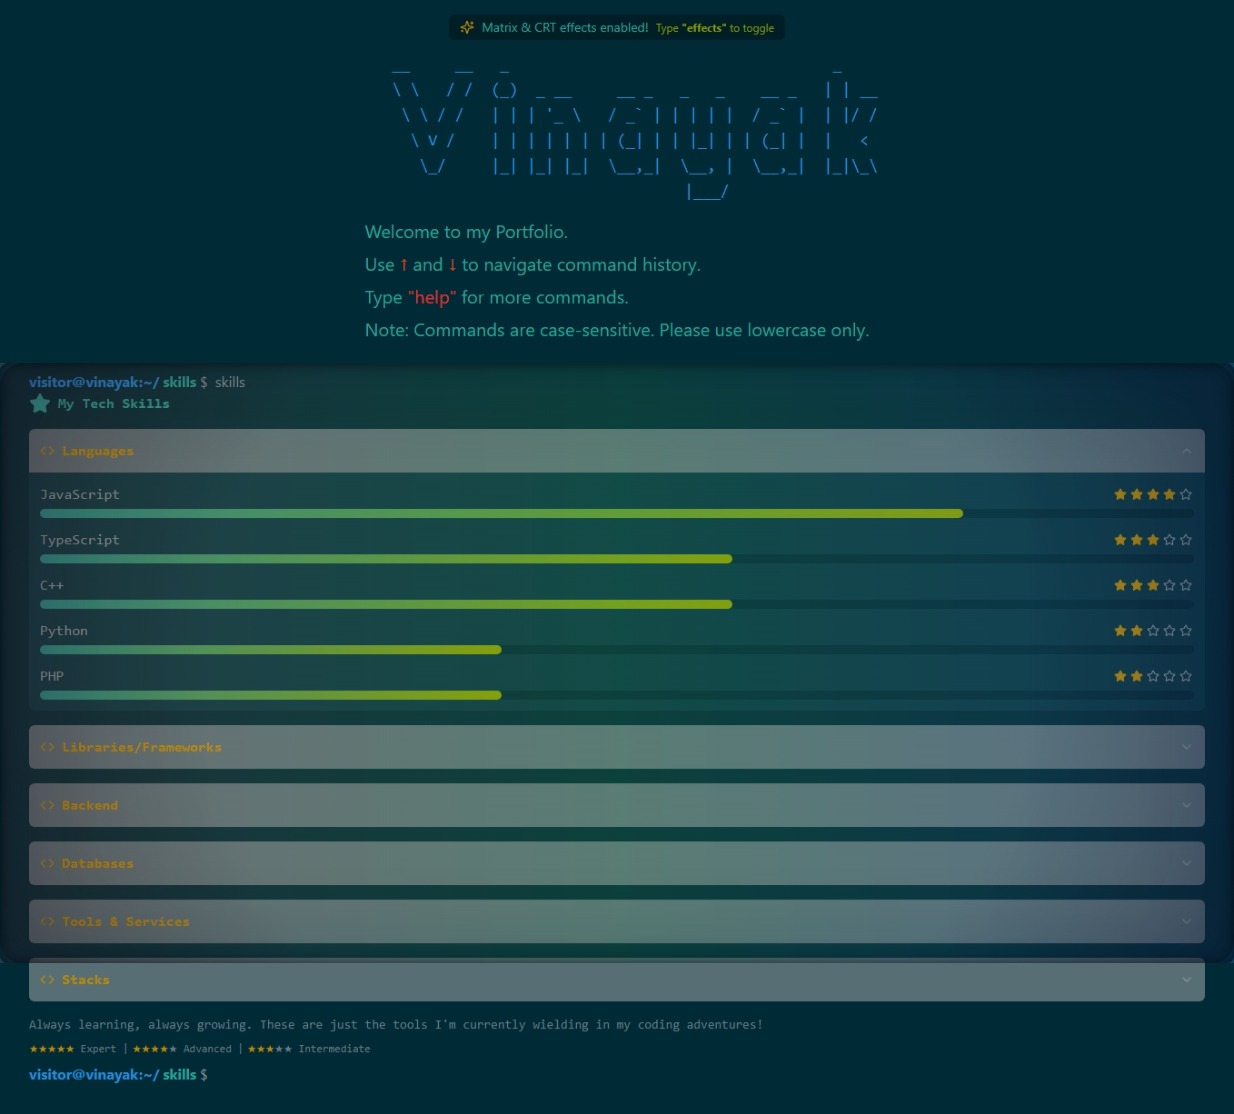 Matrix & CRT effects enabled! Type "effects" to toggle
Vinayak
Welcome to my Portfolio.
Use ↑ and ↓ to navigate command history.
Type "help" for more commands.
Note: Commands are case-sensitive. Please use lowercase only.
visitor@vinayak:~/ skills $ skills
My Tech Skills
<> Languages
JavaScript ★★★★☆
TypeScript ★★★☆☆
C++ ★★★☆☆
Python ★★☆☆☆
PHP ★★☆☆☆
<> Libraries/Frameworks
<> Backend
<> Databases
<> Tools & Services
<> Stacks
Always learning, always growing. These are just the tools I'm currently wielding in my coding adventures!
★★★★★ Expert | ★★★★★ Advanced | ★★★★★ Intermediate
visitor@vinayak:~/ skills $